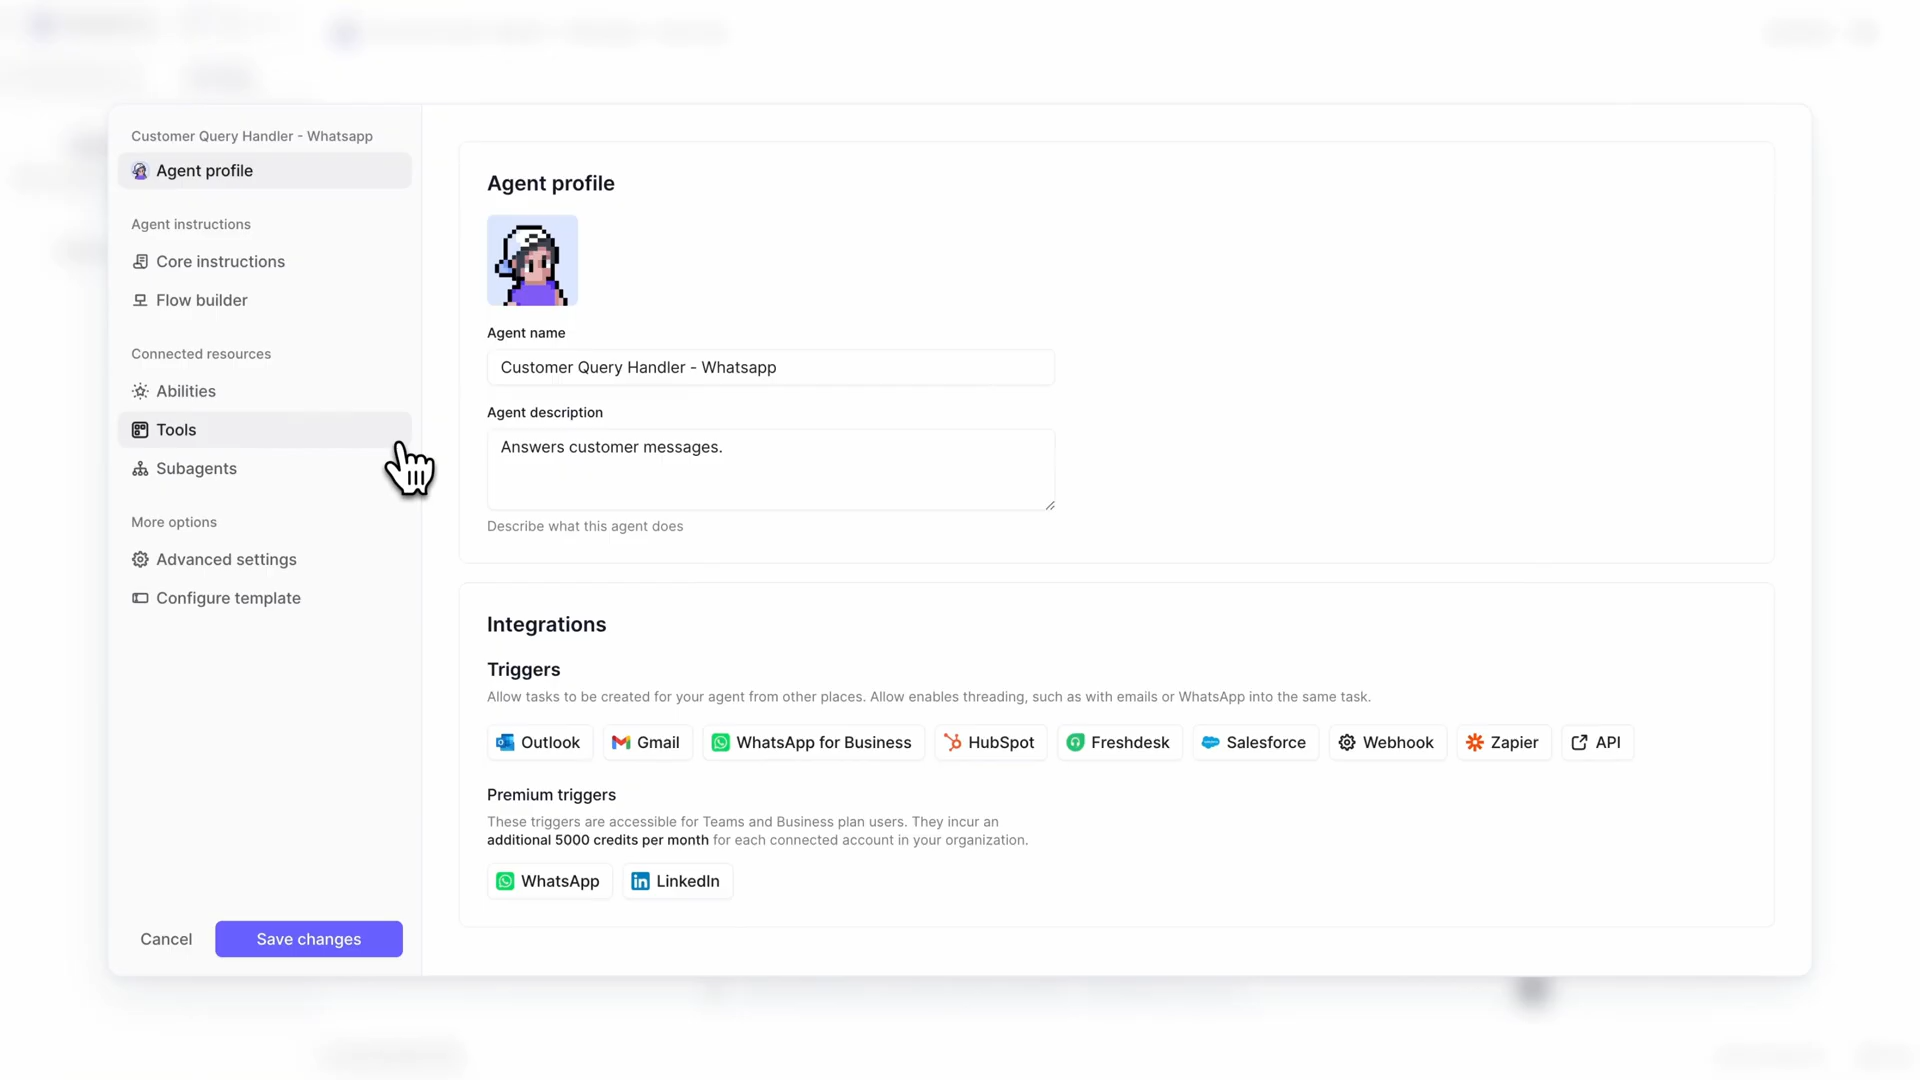 Customer Query Handler - Whatsapp
Agent profile
Agent instructions
Core instructions
Flow builder
Connected resources
Abilities
Tools
Subagents
More options
Advanced settings
Configure template
Cancel
Save changes
Agent profile
Agent name
Customer Query Handler - Whatsapp
Agent description
Answers customer messages.
Describe what this agent does
Integrations
Triggers
Allow tasks to be created for your agent from other places. Allow enables threading, such as with emails or WhatsApp into the same task.
Outlook Gmail WhatsApp for Business HubSpot Freshdesk Salesforce Webhook Zapier API
Premium triggers
These triggers are accessible for Teams and Business plan users. They incur an
additional 5000 credits per month for each connected account in your organization.
WhatsApp LinkedIn